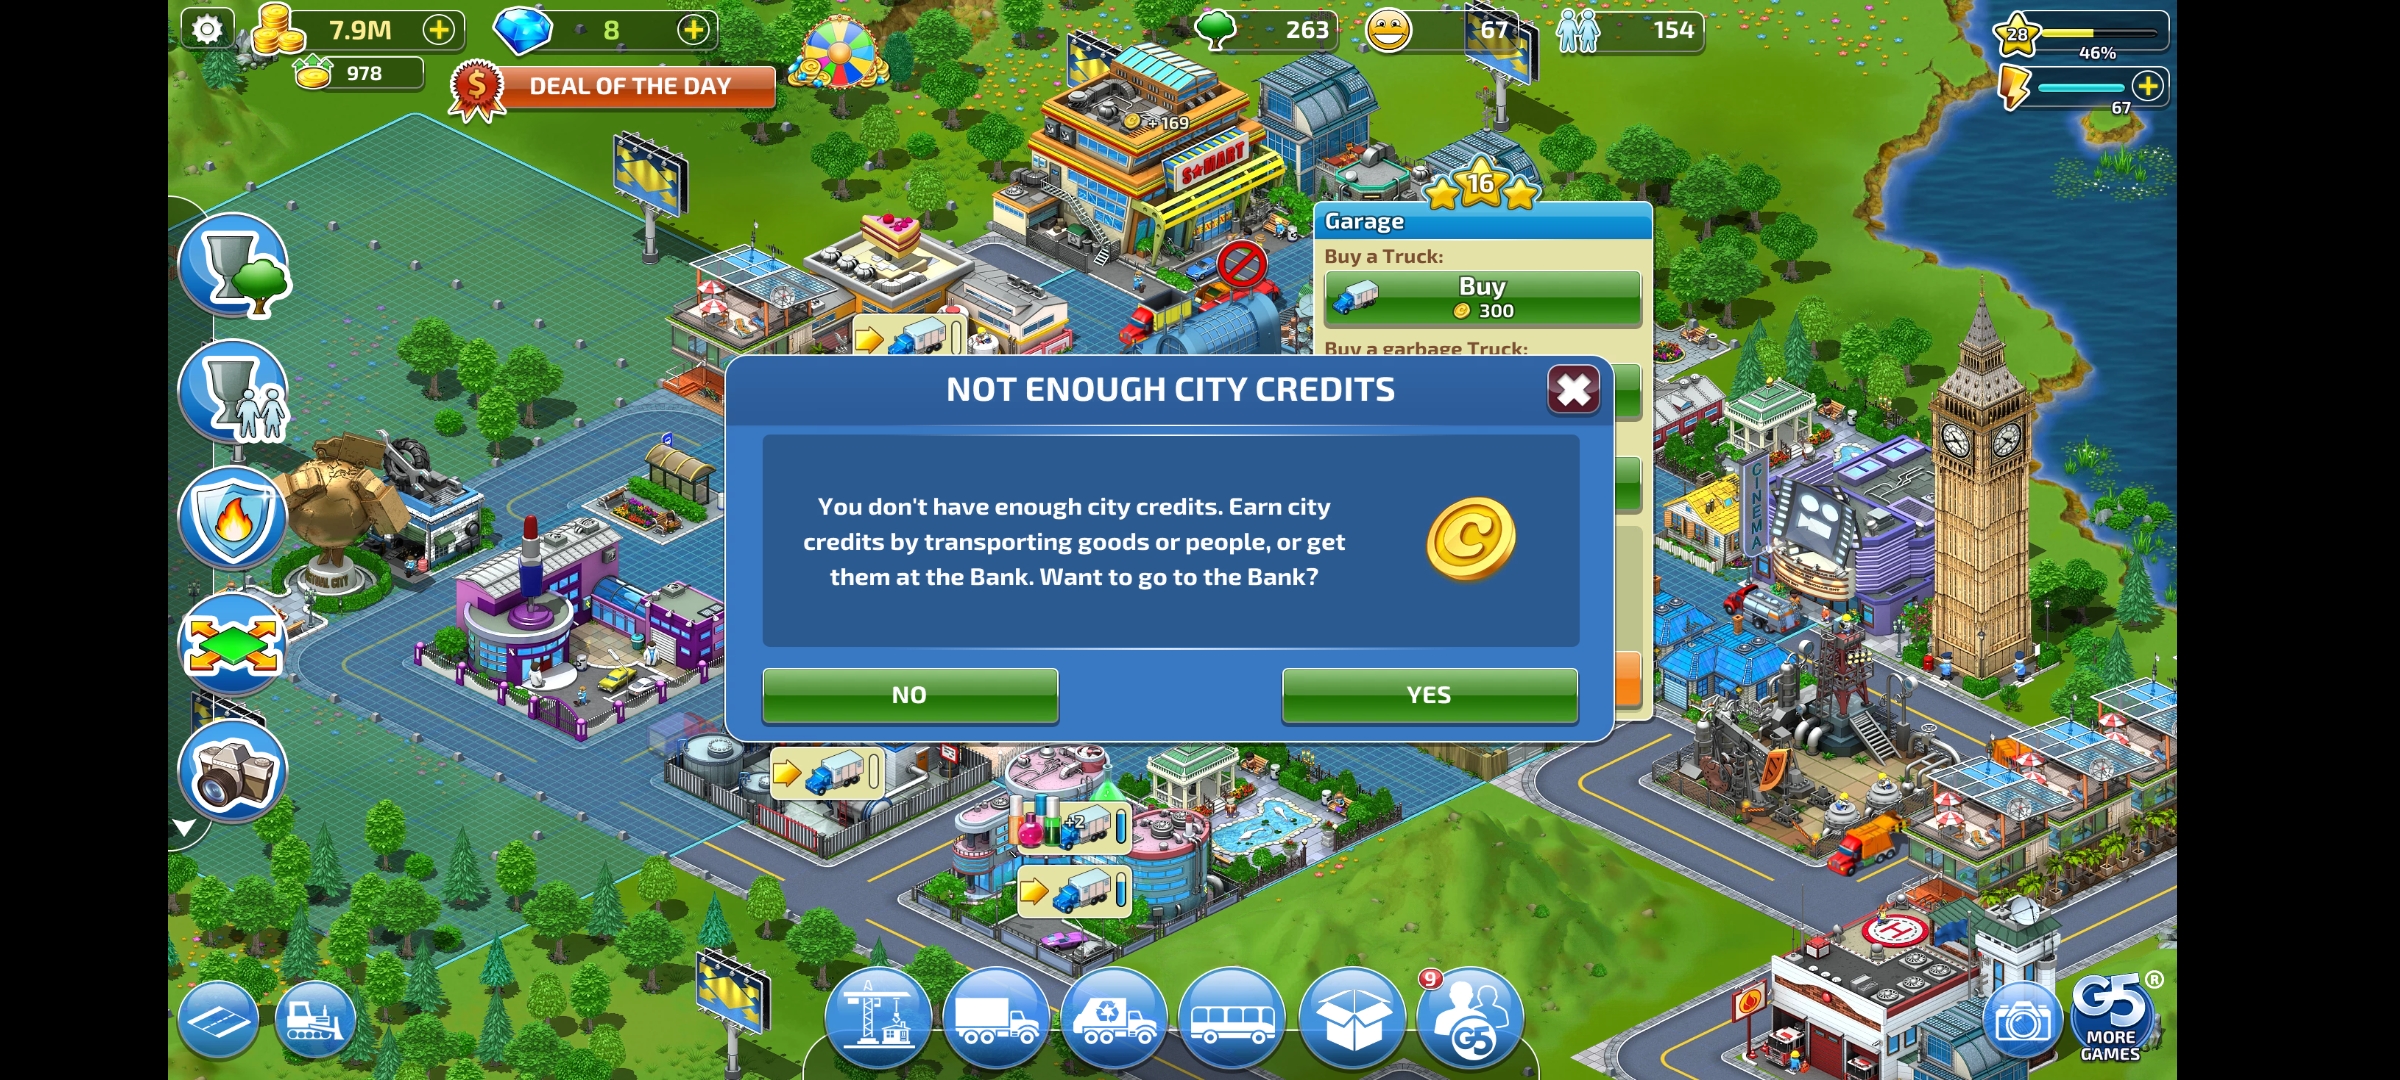 7.9M
8
263
67
154
28
46%
978
DEAL OF THE DAY
67
+169
S★MART
16
Garage
Buy a Truck:
Buy
300
Buy a garbage Truck:
NOT ENOUGH CITY CREDITS
You don't have enough city credits. Earn city
credits by transporting goods or people, or get
them at the Bank. Want to go to the Bank?
C
NO
YES
CINEMA
+2
H
9
G5
G5®
MORE
GAMES